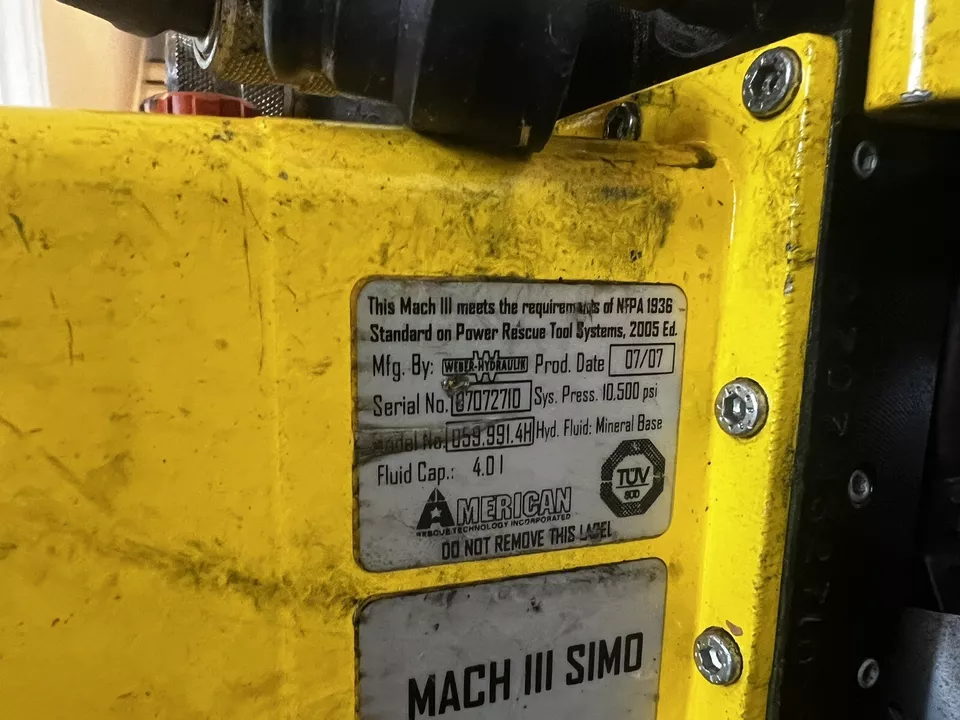 This Mach III meets the requirements of NFPA 1936
Standard on Power Rescue Tool Systems, 2005 Ed.
Mfg. By: WEBER-HYDRAULIK Prod. Date 07/07
Serial No. 07072710 Sys. Press. 10,500 psi
Model No. 059.991.4H Hyd. Fluid: Mineral Base
Fluid Cap.: 4.0 l
TÜV
SÜD
AMERICAN
RESCUE TECHNOLOGY INCORPORATED
DO NOT REMOVE THIS LABEL
MACH III SIMO